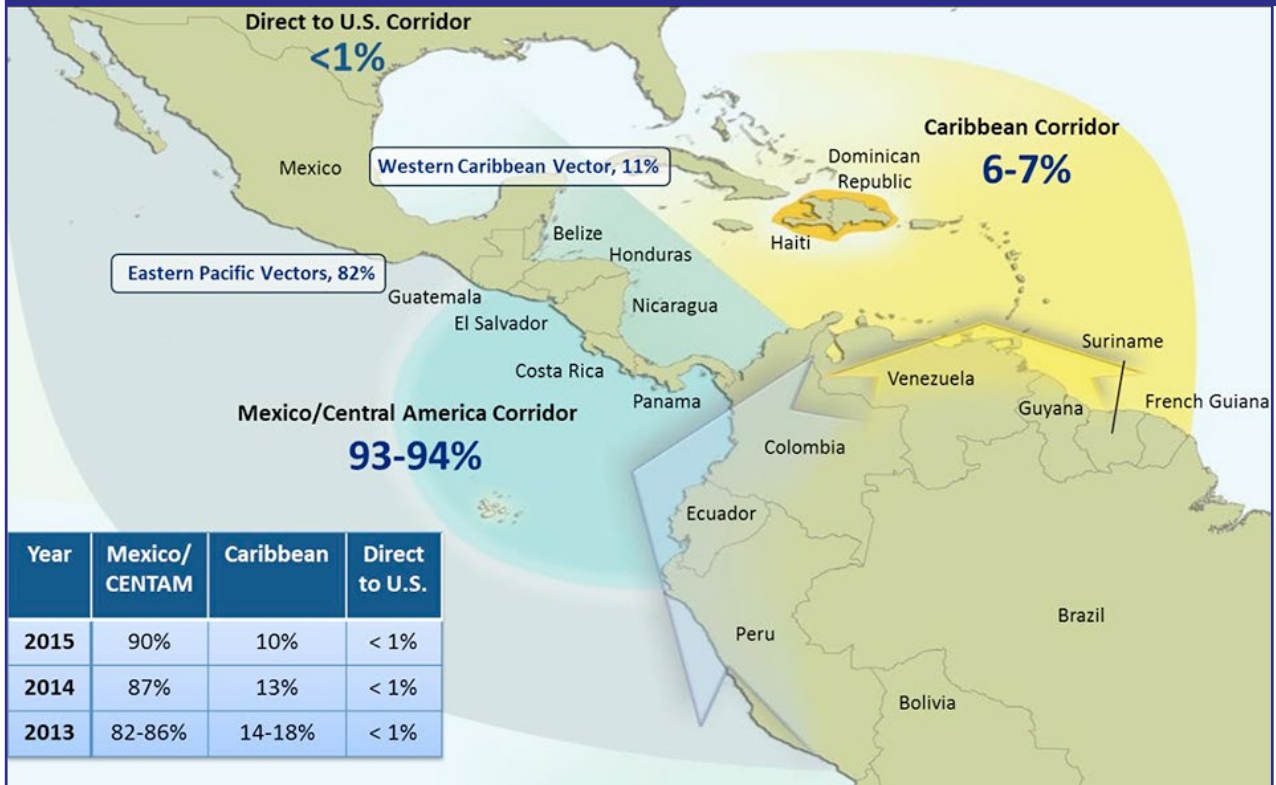 Direct to U.S. Corridor
<1%
Caribbean Corridor
6-7%
Western Caribbean Vector, 11%
Mexico
Dominican
Republic
Haiti
Belize
Honduras
Eastern Pacific Vectors, 82%
Guatemala
Nicaragua
El Salvador
Costa Rica
Panama
Suriname
Venezuela
Guyana
French Guiana
Mexico/Central America Corridor
93-94%
Colombia
Ecuador
Peru
Brazil
Bolivia
Year Mexico/ Caribbean Direct
CENTAM to U.S.
2015 90% 10% < 1%
2014 87% 13% < 1%
2013 82-86% 14-18% < 1%